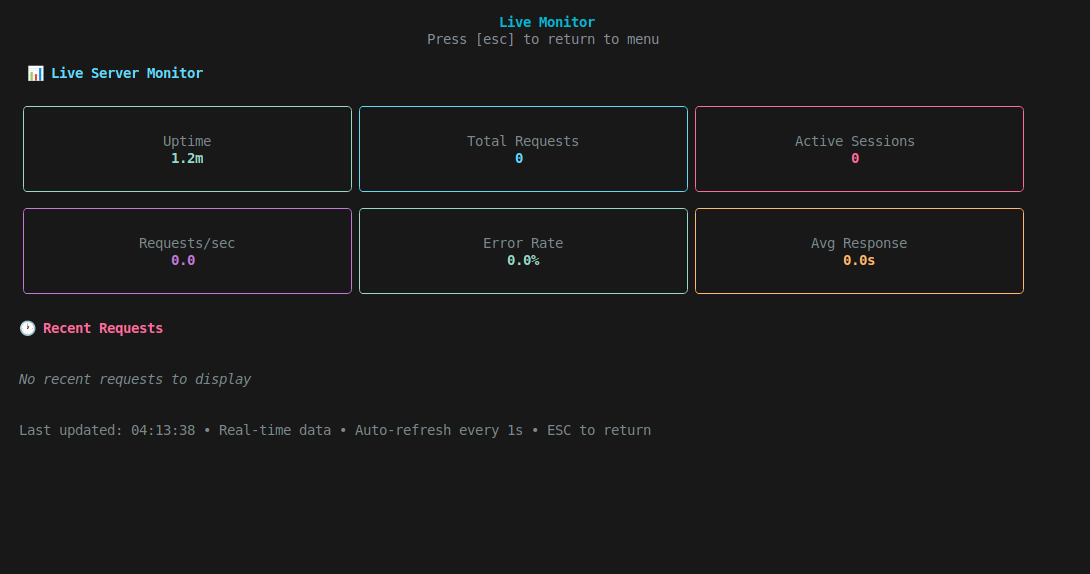 Live Monitor
Press [esc] to return to menu
📊 Live Server Monitor
Uptime
1.2m
Total Requests
0
Active Sessions
0
Requests/sec
0.0
Error Rate
0.0%
Avg Response
0.0s
🕐 Recent Requests
No recent requests to display
Last updated: 04:13:38 • Real-time data • Auto-refresh every 1s • ESC to return